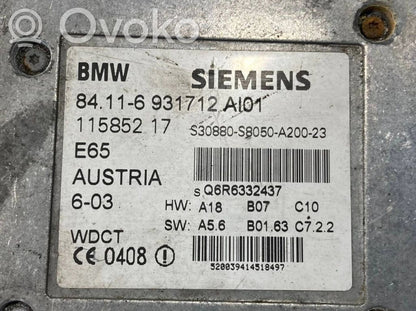 Ovoko
BMW SIEMENS
84.11-6 931712 AI01
115852 17 S30880-S8050-A200-23
E65
AUSTRIA S Q6R6332437
6-03 HW: A18 B07 C10
SW: A5.6 B01.63 C7.2.2
WDCT
CE 0408
520039414518497